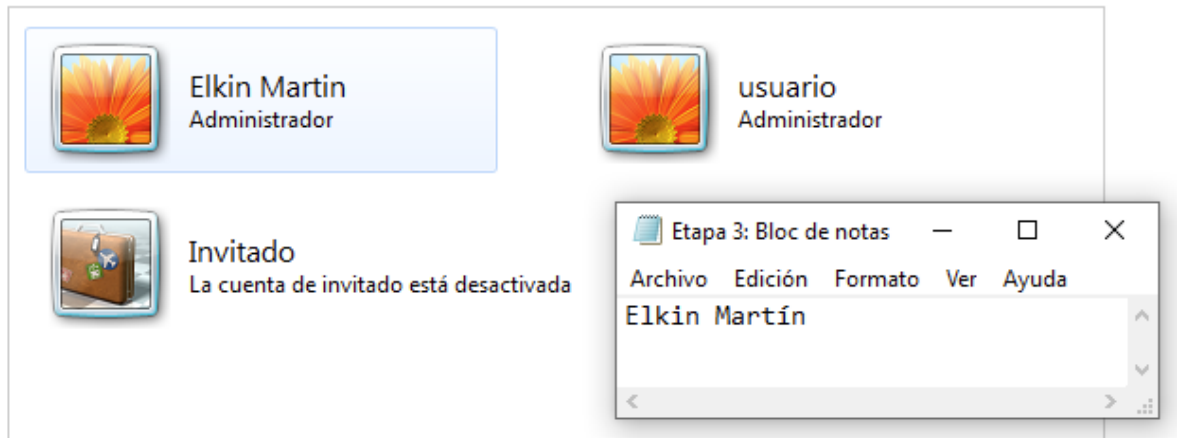 Elkin Martin
Administrador
usuario
Administrador
Invitado
La cuenta de invitado está desactivada
Etapa 3: Bloc de notas
Archivo Edición Formato Ver Ayuda
Elkin Martín